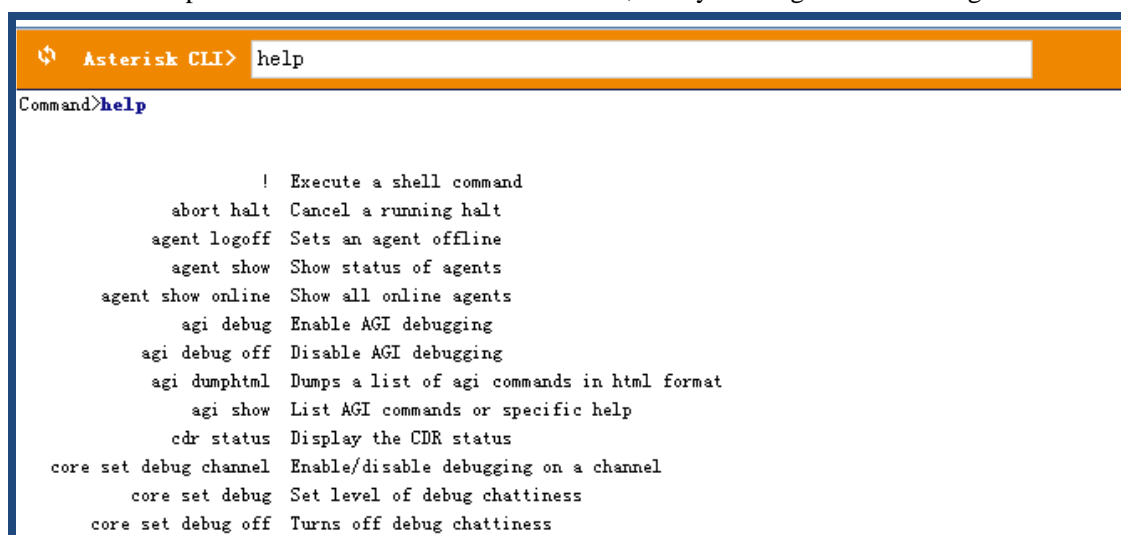 Asterisk CLI> help
Command>help
! Execute a shell command
abort halt Cancel a running halt
agent logoff Sets an agent offline
agent show Show status of agents
agent show online Show all online agents
agi debug Enable AGI debugging
agi debug off Disable AGI debugging
agi dumphtml Dumps a list of agi commands in html format
agi show List AGI commands or specific help
cdr status Display the CDR status
core set debug channel Enable/disable debugging on a channel
core set debug Set level of debug chattiness
core set debug off Turns off debug chattiness